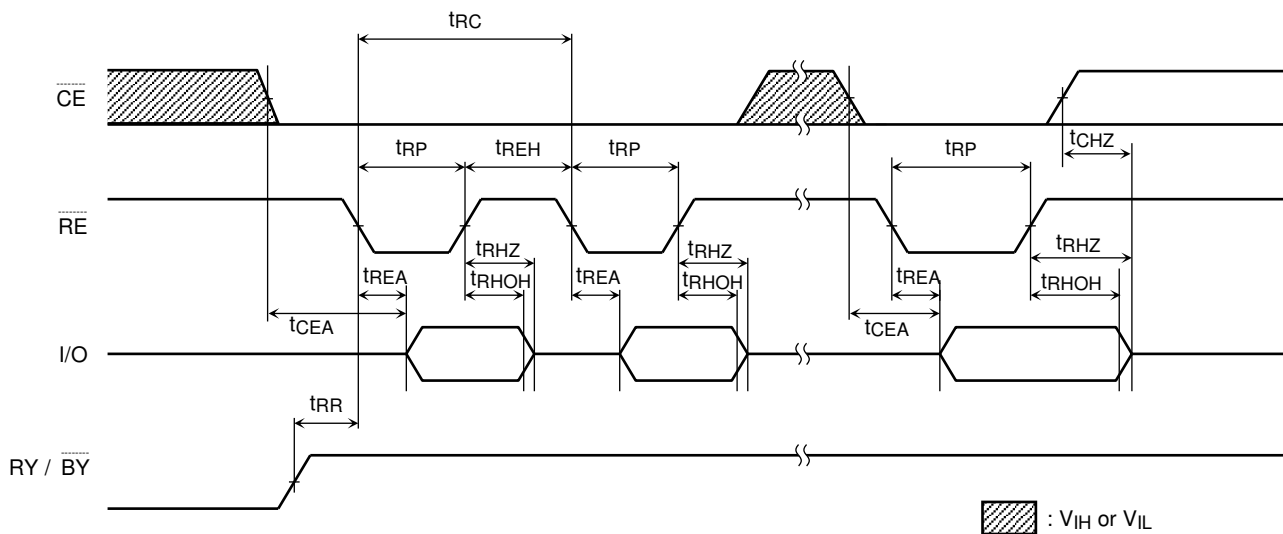 tRC
CE
tCHZ
tRP tREH tRP tRP
RE
tRHZ tRHZ tRHZ
tREA tRHOH tREA tRHOH tREA tRHOH
tCEA tCEA
I/O
tRR
RY / BY
: VIH or VIL